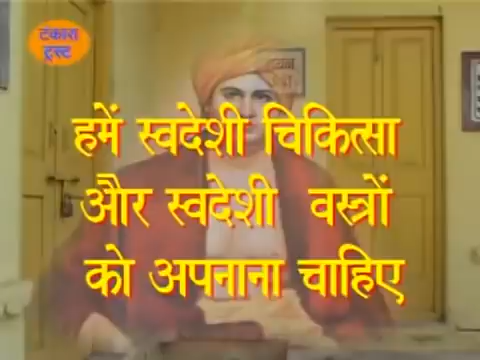 टंकारा
ट्रस्ट
हमें स्वदेशी चिकित्सा
और स्वदेशी वस्त्रों
को अपनाना चाहिए